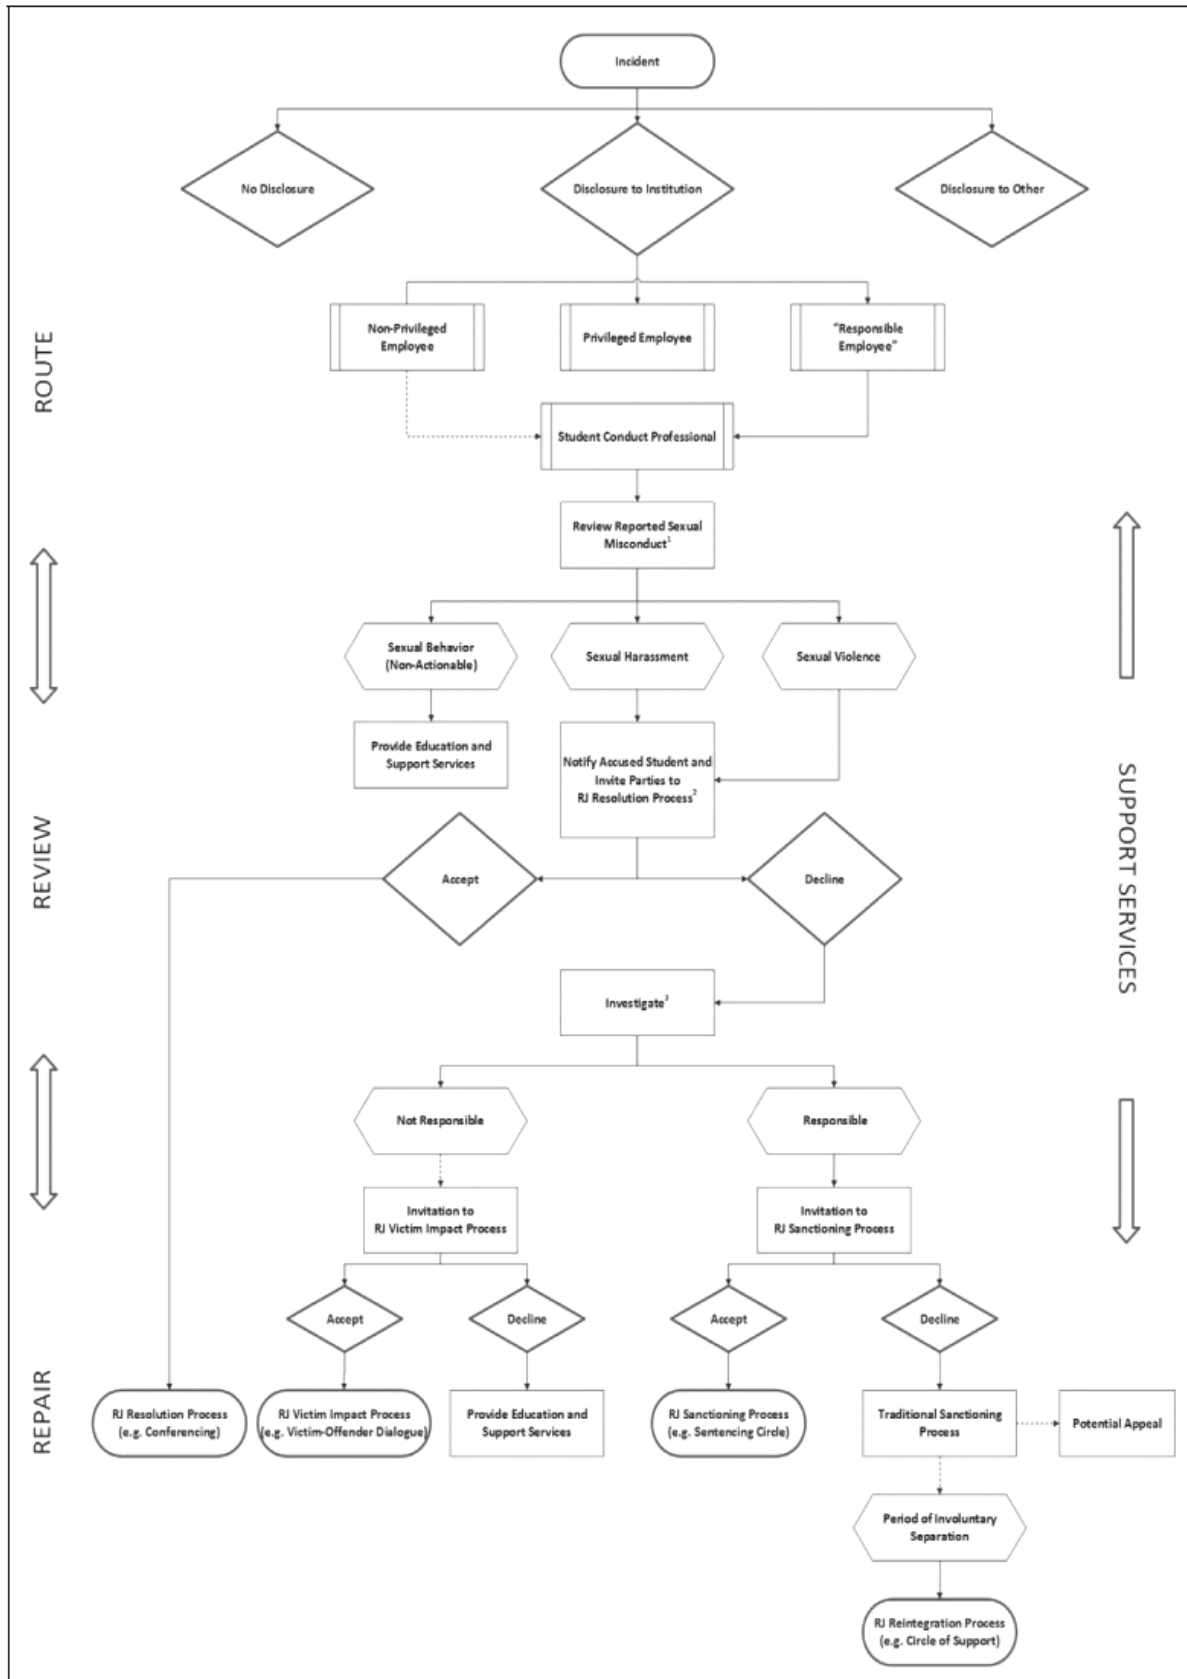 Incident
No Disclosure
Disclosure to Institution
Disclosure to Other
Non-Privileged
Employee
Privileged Employee
"Responsible
Employee"
ROUTE
Student Conduct Professional
Review Reported Sexual
Misconduct¹
Sexual Behavior
(Non-Actionable)
Sexual Harassment
Sexual Violence
Provide Education and
Support Services
Notify Accused Student and
Invite Parties to
RJ Resolution Process²
REVIEW
SUPPORT SERVICES
Accept
Decline
Investigate³
Not Responsible
Responsible
Invitation to
RJ Victim Impact Process
Invitation to
RJ Sanctioning Process
Accept
Decline
Accept
Decline
REPAIR
RJ Resolution Process
(e.g. Conferencing)
RJ Victim Impact Process
(e.g. Victim-Offender Dialogue)
Provide Education and
Support Services
RJ Sanctioning Process
(e.g. Sentencing Circle)
Traditional Sanctioning
Process
Potential Appeal
Period of Involuntary
Separation
RJ Reintegration Process
(e.g. Circle of Support)